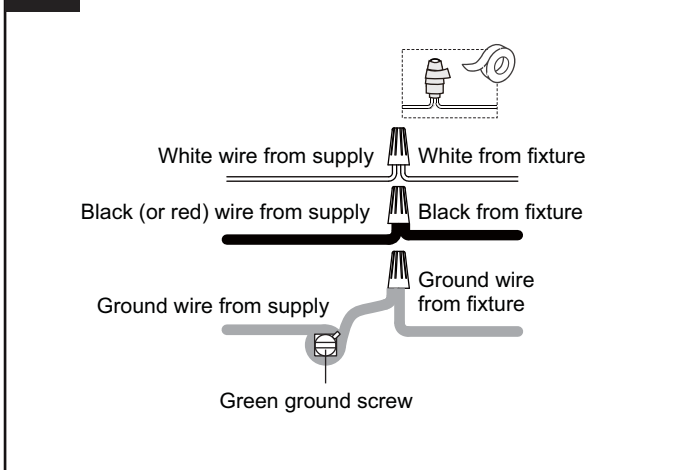 White wire from supply White from fixture
Black (or red) wire from supply Black from fixture
Ground wire from supply
Ground wire
from fixture
Green ground screw